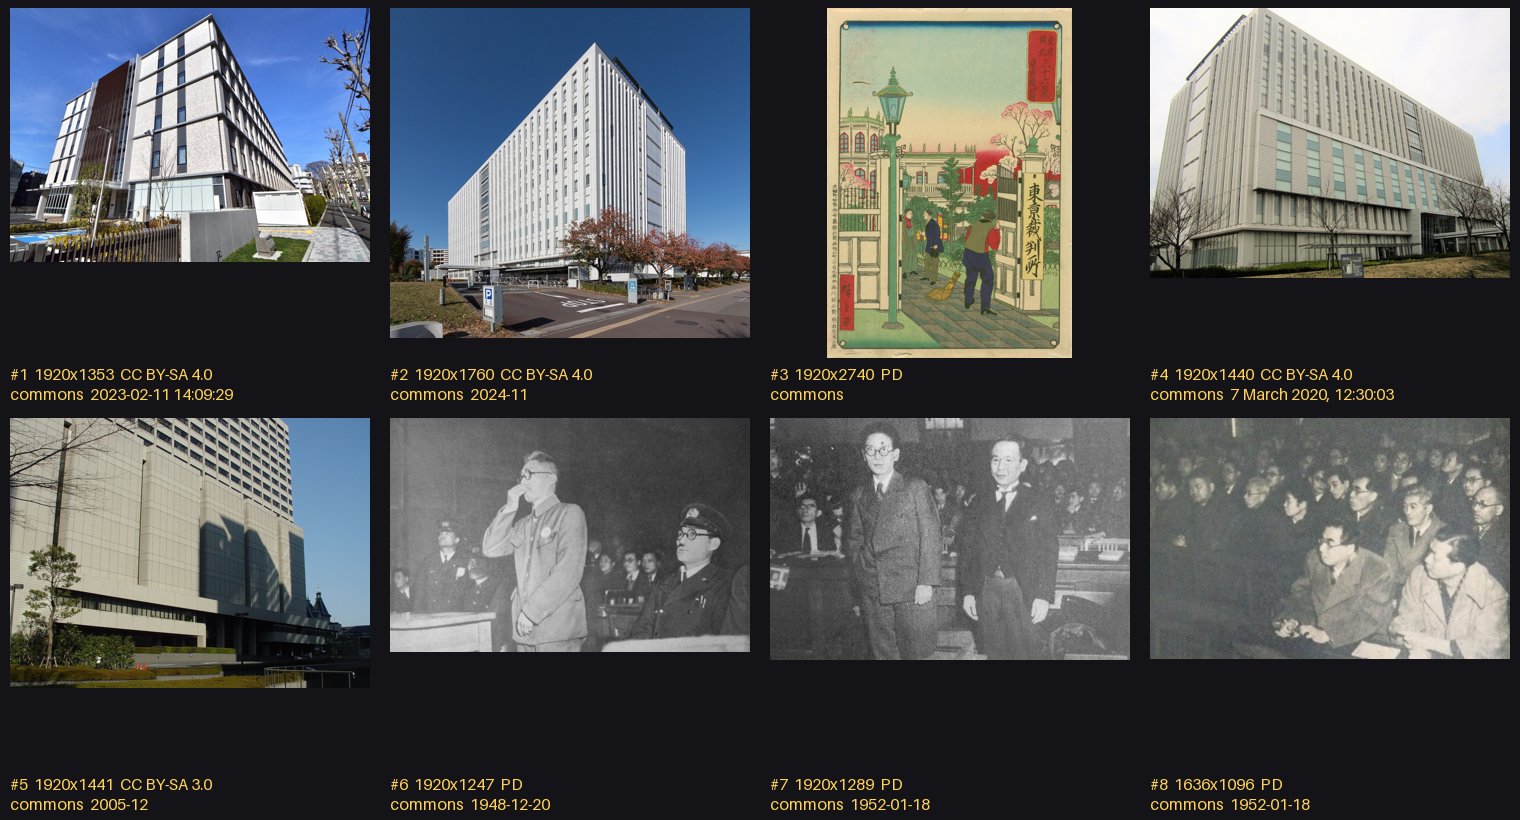 東京裁判所
#1 1920x1353 CC BY-SA 4.0
commons 2023-02-11 14:09:29
#2 1920x1760 CC BY-SA 4.0
commons 2024-11
#3 1920x2740 PD
commons
#4 1920x1440 CC BY-SA 4.0
commons 7 March 2020, 12:30:03
#5 1920x1441 CC BY-SA 3.0
commons 2005-12
#6 1920x1247 PD
commons 1948-12-20
#7 1920x1289 PD
commons 1952-01-18
#8 1636x1096 PD
commons 1952-01-18